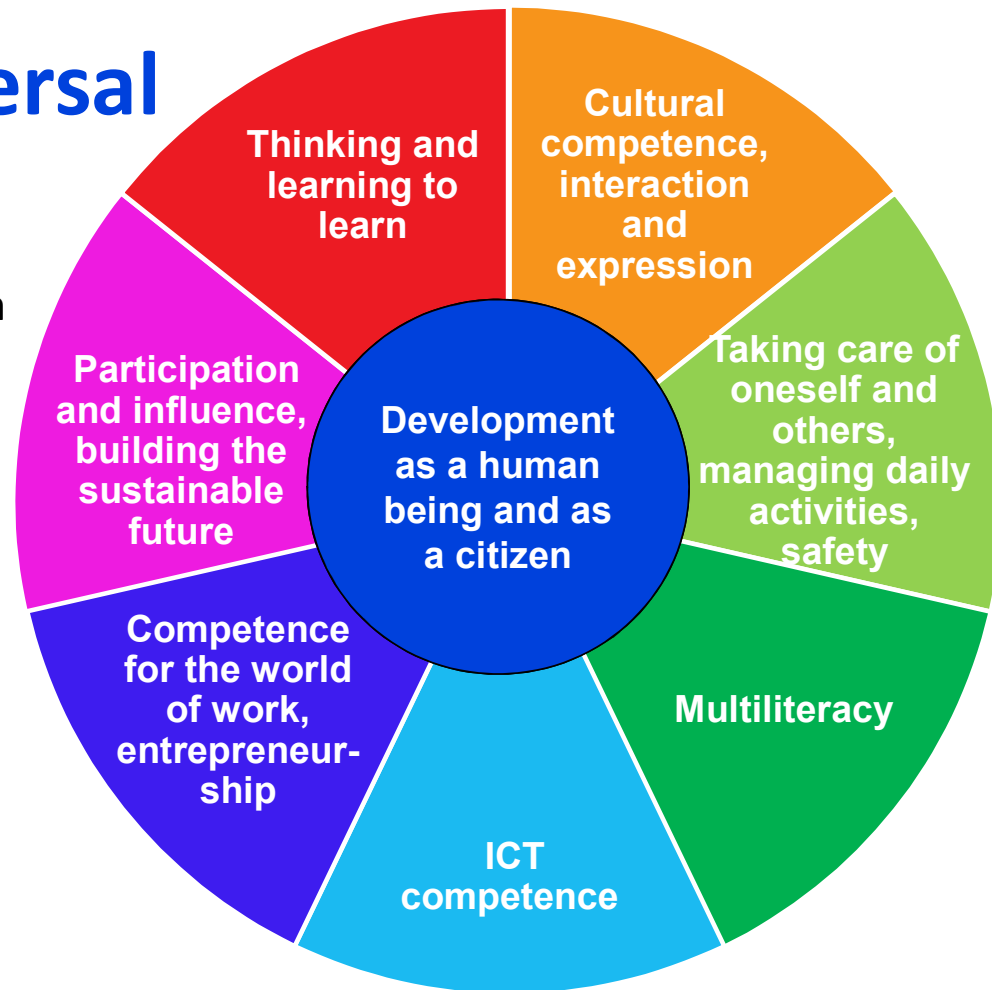 ersal
Thinking and
learning to
learn
Cultural
competence,
interaction
and
expression
Taking care of
oneself and
others,
managing daily
activities,
safety
Multiliteracy
ICT
competence
Competence
for the world
of work,
entrepreneur-
ship
Participation
and influence,
building the
sustainable
future
Development
as a human
being and as
a citizen